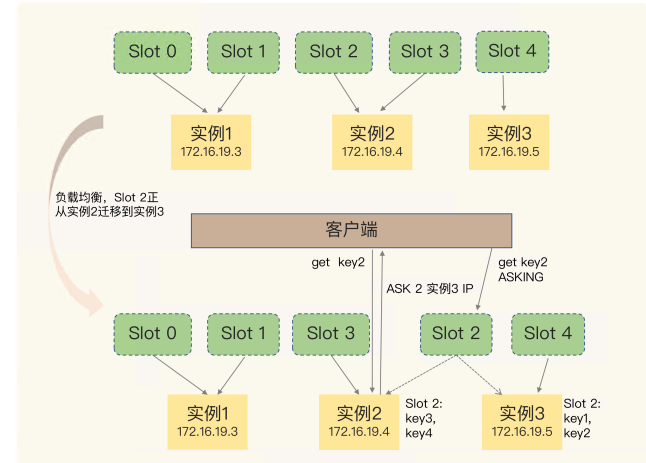 Slot 0
Slot 1
Slot 2
Slot 3
Slot 4
实例1
172.16.19.3
实例2
172.16.19.4
实例3
172.16.19.5
负载均衡，Slot 2正
从实例2迁移到实例3
客户端
get key2
ASK 2 实例3 IP
get key2
ASKING
Slot 0
Slot 1
Slot 3
Slot 2
Slot 4
实例1
172.16.19.3
实例2
172.16.19.4
Slot 2:
key3,
key4
实例3
172.16.19.5
Slot 2:
key1,
key2